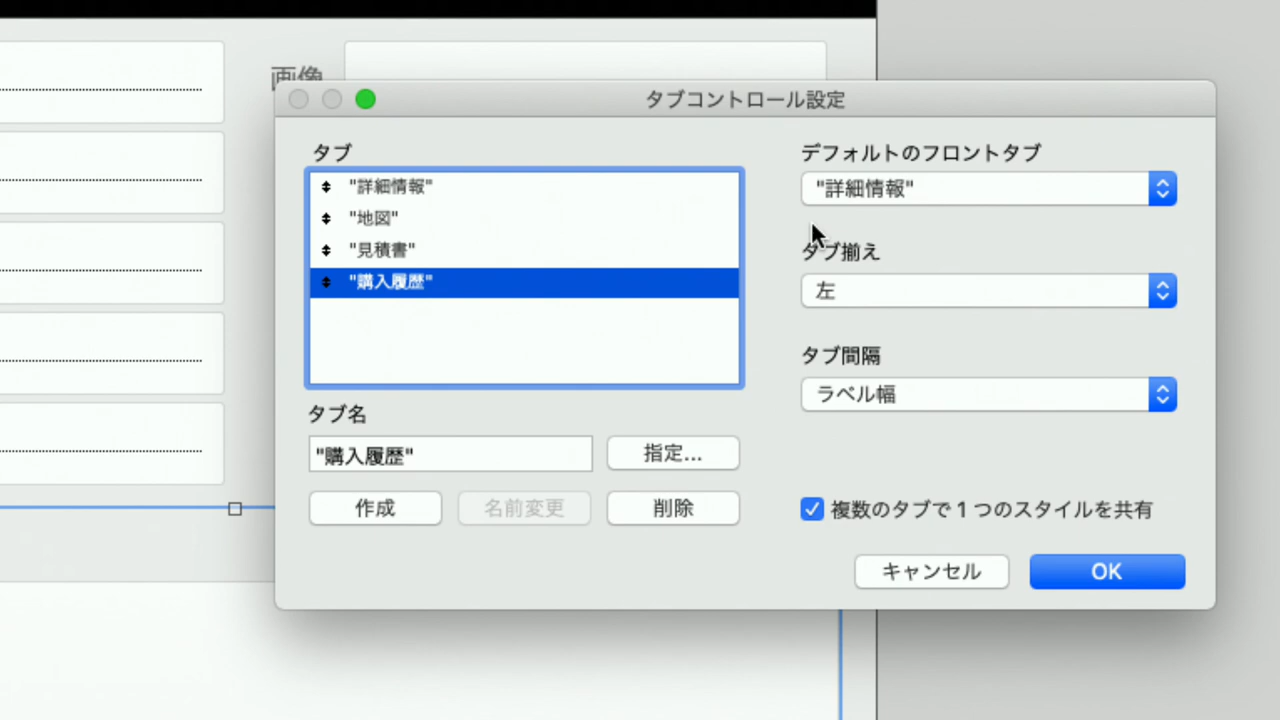 画像
タブコントロール設定
タブ
"詳細情報"
"地図"
"見積書"
"購入履歴"
タブ名
"購入履歴"
指定...
作成
名前変更
削除
デフォルトのフロントタブ
"詳細情報"
タブ揃え
左
タブ間隔
ラベル幅
複数のタブで 1 つのスタイルを共有
キャンセル
OK